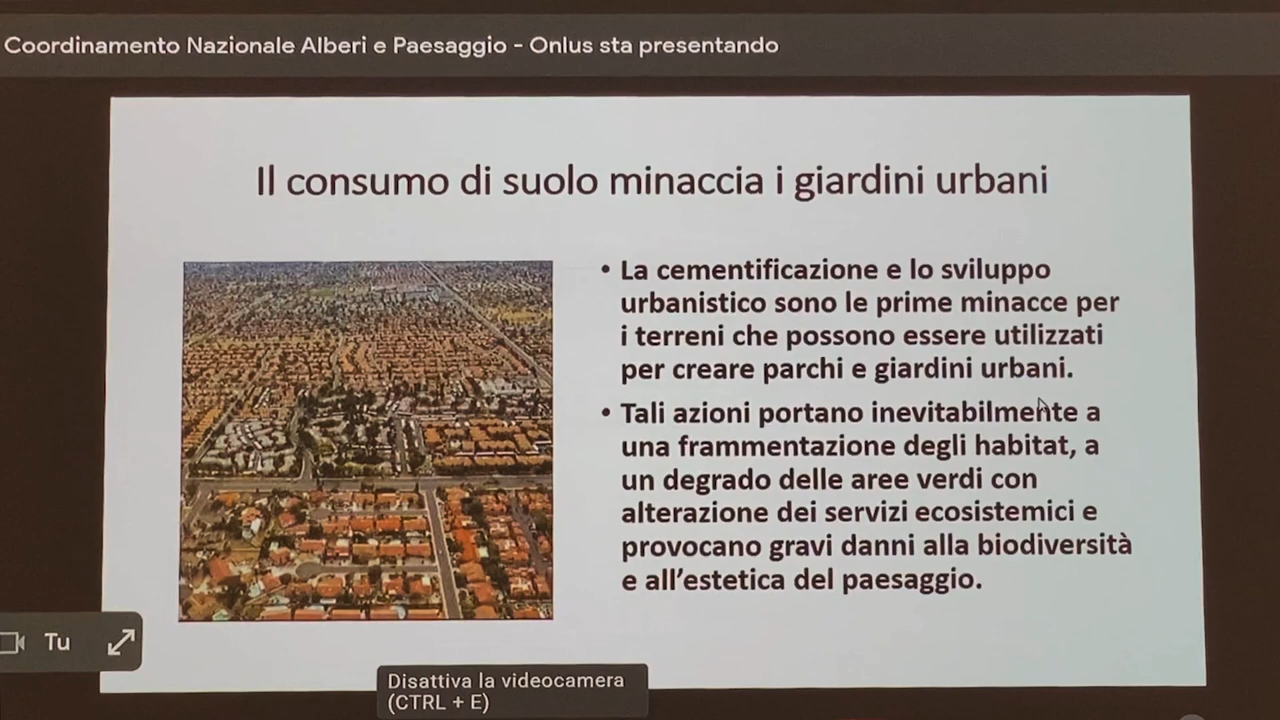 Coordinamento Nazionale Alberi e Paesaggio - Onlus sta presentando
Il consumo di suolo minaccia i giardini urbani
• La cementificazione e lo sviluppo
urbanistico sono le prime minacce per
i terreni che possono essere utilizzati
per creare parchi e giardini urbani.
• Tali azioni portano inevitabilmente a
una frammentazione degli habitat, a
un degrado delle aree verdi con
alterazione dei servizi ecosistemici e
provocano gravi danni alla biodiversità
e all’estetica del paesaggio.
Tu
Disattiva la videocamera
(CTRL + E)